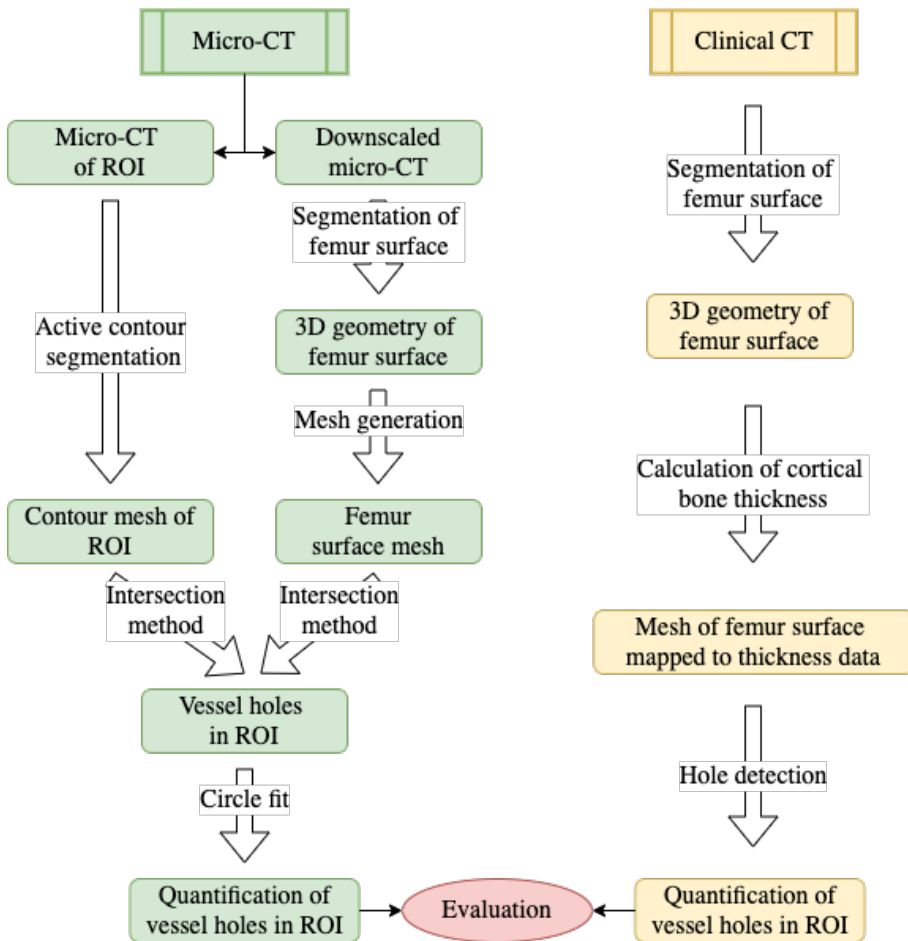 Micro-CT
Clinical CT
Micro-CT
of ROI
Downscaled
micro-CT
Segmentation of
femur surface
Segmentation of
femur surface
Active contour
segmentation
3D geometry of
femur surface
3D geometry of
femur surface
Mesh generation
Calculation of cortical
bone thickness
Contour mesh of
ROI
Femur
surface mesh
Intersection
method
Intersection
method
Mesh of femur surface
mapped to thickness data
Vessel holes
in ROI
Hole detection
Circle fit
Quantification of
vessel holes in ROI
Evaluation
Quantification of
vessel holes in ROI